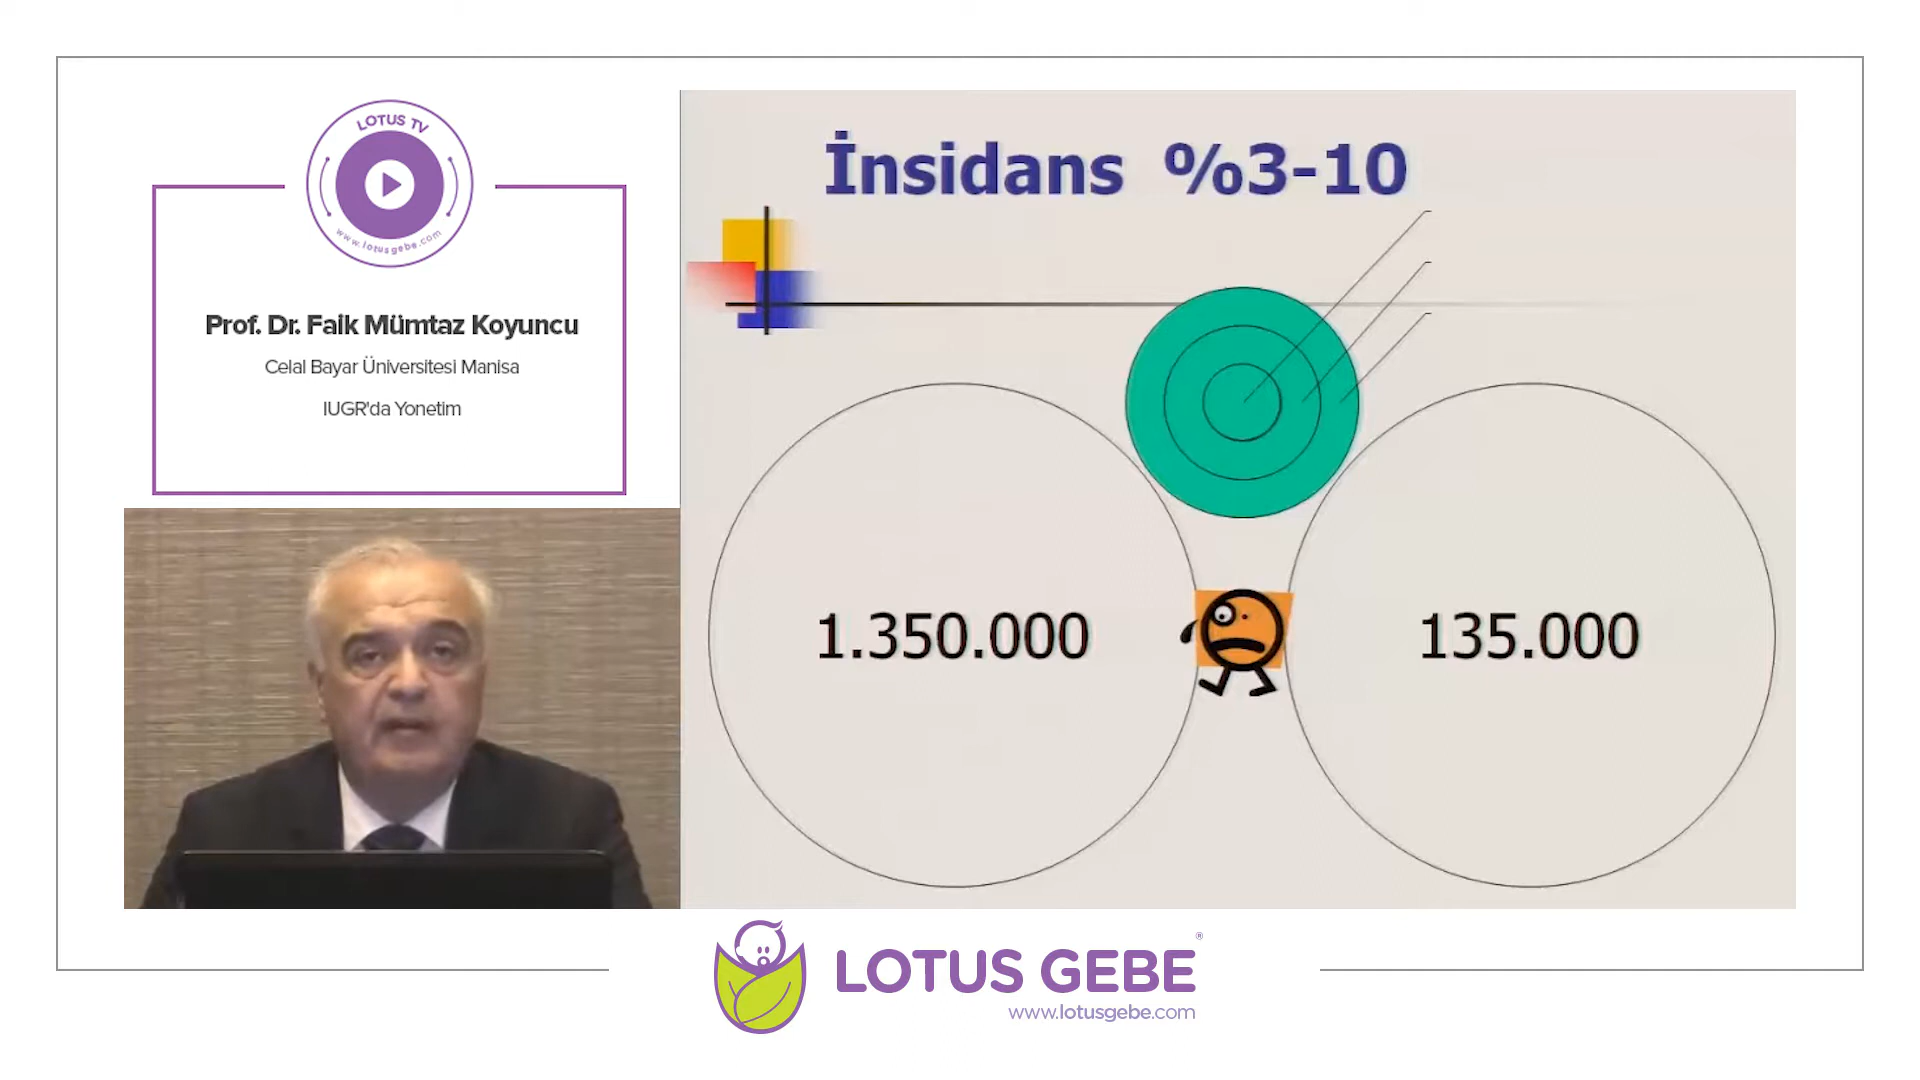 LOTUS TV
www.lotusgebe.com
Prof. Dr. Faik Mümtaz Koyuncu
Celal Bayar Üniversitesi Manisa
IUGR'da Yonetim
İnsidans %3-10
1.350.000
135.000
LOTUS GEBE®
www.lotusgebe.com